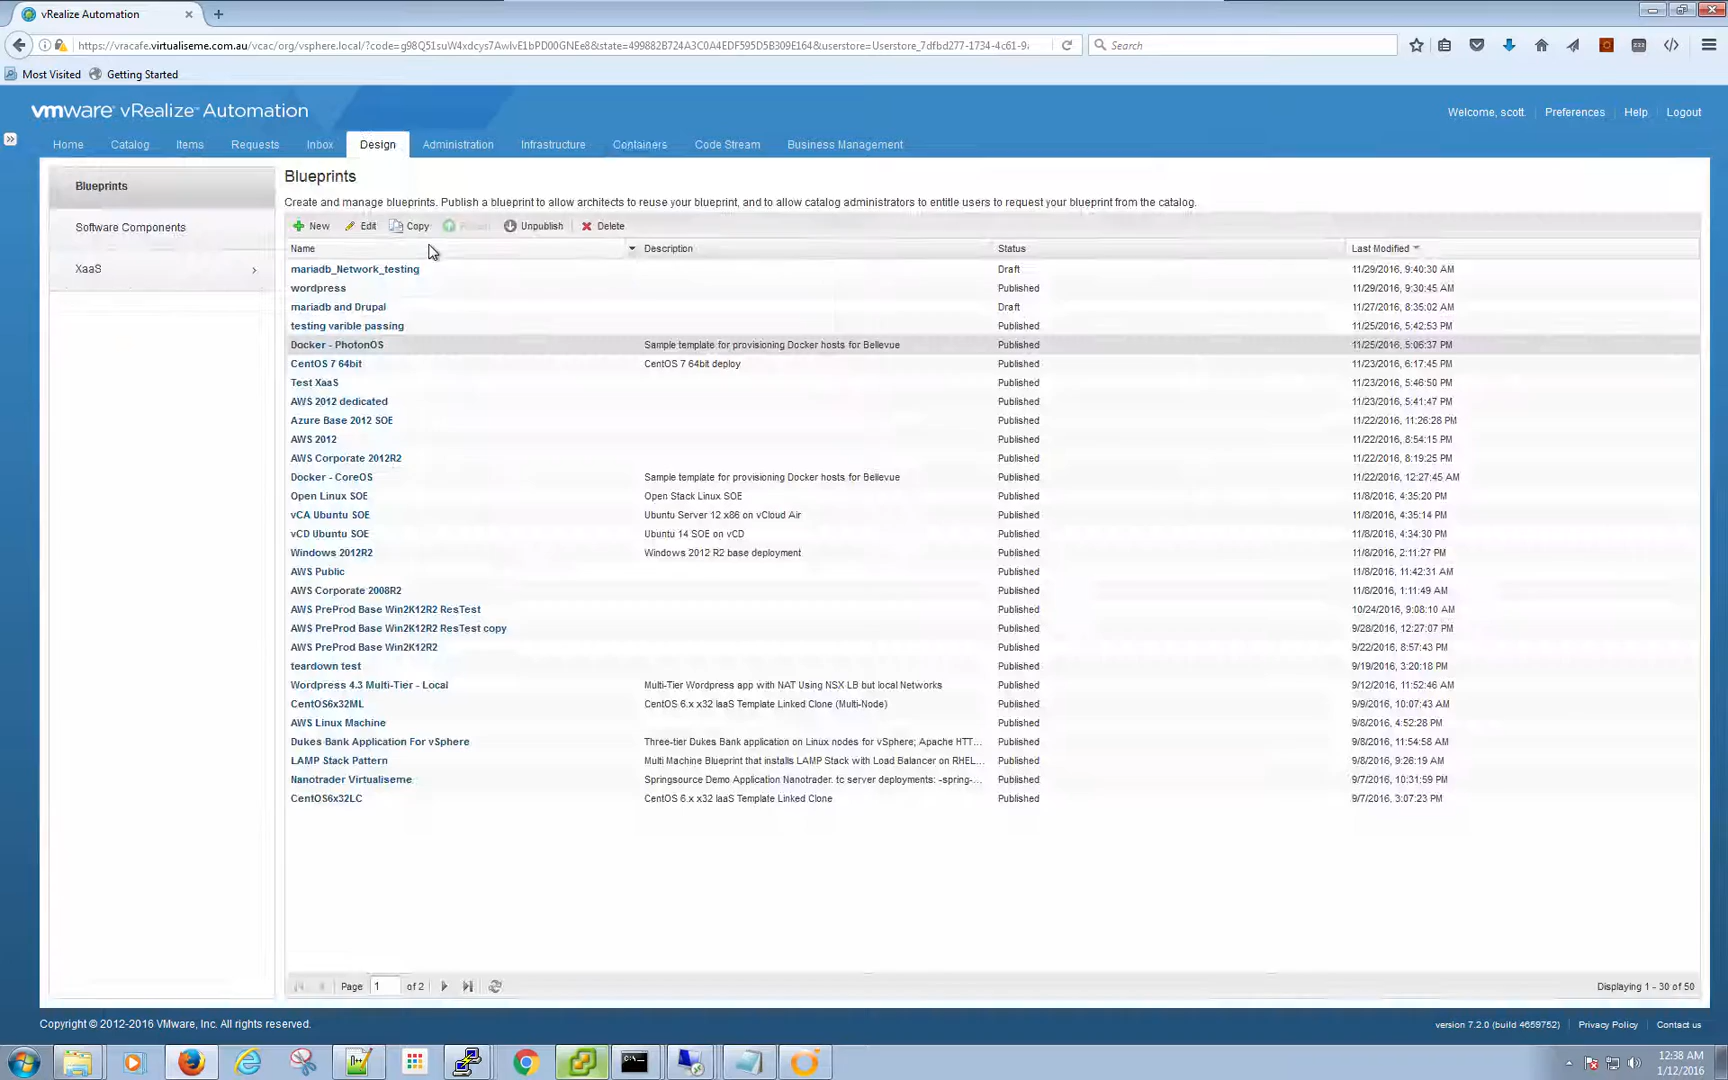 vRealize Automation
https://vracafe.virtualiseme.com.au/vcac/org/vsphere.local/?code=g98Q51suW4xdcys7AwIvE1bPD00GNEe8&state=499882B724A3C0A4EDF595D5B309E164&userstore=Userstore_7dfbd277-1734-4c61-9
Search
Most Visited
Getting Started
vmware vRealize Automation
Welcome, scott.
Preferences
Help
Logout
Home
Catalog
Items
Requests
Inbox
Design
Administration
Infrastructure
Containers
Code Stream
Business Management
Blueprints
Software Components
XaaS
Blueprints
Create and manage blueprints. Publish a blueprint to allow architects to reuse your blueprint, and to allow catalog administrators to entitle users to request your blueprint from the catalog.
New Edit Copy Unpublish Delete
Name Description Status Last Modified
mariadb_Network_testing Draft 11/29/2016, 9:40:30 AM
wordpress Published 11/29/2016, 9:30:45 AM
mariadb and Drupal Draft 11/27/2016, 8:35:02 AM
testing varible passing Published 11/25/2016, 5:42:53 PM
Docker - PhotonOS Sample template for provisioning Docker hosts for Bellevue Published 11/25/2016, 5:06:37 PM
CentOS 7 64bit CentOS 7 64bit deploy Published 11/23/2016, 6:17:45 PM
Test XaaS Published 11/23/2016, 5:46:50 PM
AWS 2012 dedicated Published 11/23/2016, 5:41:47 PM
Azure Base 2012 SOE Published 11/22/2016, 11:26:28 PM
AWS 2012 Published 11/22/2016, 8:54:15 PM
AWS Corporate 2012R2 Published 11/22/2016, 8:19:25 PM
Docker - CoreOS Sample template for provisioning Docker hosts for Bellevue Published 11/22/2016, 12:27:45 AM
Open Linux SOE Open Stack Linux SOE Published 11/8/2016, 4:35:20 PM
vCA Ubuntu SOE Ubuntu Server 12 x86 on vCloud Air Published 11/8/2016, 4:35:14 PM
vCD Ubuntu SOE Ubuntu 14 SOE on vCD Published 11/8/2016, 4:34:30 PM
Windows 2012R2 Windows 2012 R2 base deployment Published 11/8/2016, 2:11:27 PM
AWS Public Published 11/8/2016, 11:42:31 AM
AWS Corporate 2008R2 Published 11/8/2016, 1:11:49 AM
AWS PreProd Base Win2K12R2 ResTest Published 10/24/2016, 9:08:10 AM
AWS PreProd Base Win2K12R2 ResTest copy Published 9/28/2016, 12:27:07 PM
AWS PreProd Base Win2K12R2 Published 9/22/2016, 8:57:43 PM
teardown test Published 9/19/2016, 3:20:18 PM
Wordpress 4.3 Multi-Tier - Local Multi-Tier Wordpress app with NAT Using NSX LB but local Networks Published 9/12/2016, 11:52:46 AM
CentOS6x32ML CentOS 6.x x32 IaaS Template Linked Clone (Multi-Node) Published 9/9/2016, 10:07:43 AM
AWS Linux Machine Published 9/8/2016, 4:52:28 PM
Dukes Bank Application For vSphere Three-tier Dukes Bank application on Linux nodes for vSphere; Apache HTT... Published 9/8/2016, 11:54:58 AM
LAMP Stack Pattern Multi Machine Blueprint that installs LAMP Stack with Load Balancer on RHEL... Published 9/8/2016, 9:26:19 AM
Nanotrader Virtualiseme Springsource Demo Application Nanotrader. tc server deployments: -spring-... Published 9/7/2016, 10:31:59 PM
CentOS6x32LC CentOS 6.x x32 IaaS Template Linked Clone Published 9/7/2016, 3:07:23 PM
Page 1 of 2
Displaying 1 - 30 of 50
Copyright © 2012-2016 VMware, Inc. All rights reserved.
version 7.2.0 (build 4659752)
Privacy Policy
Contact us
12:38 AM
1/12/2016